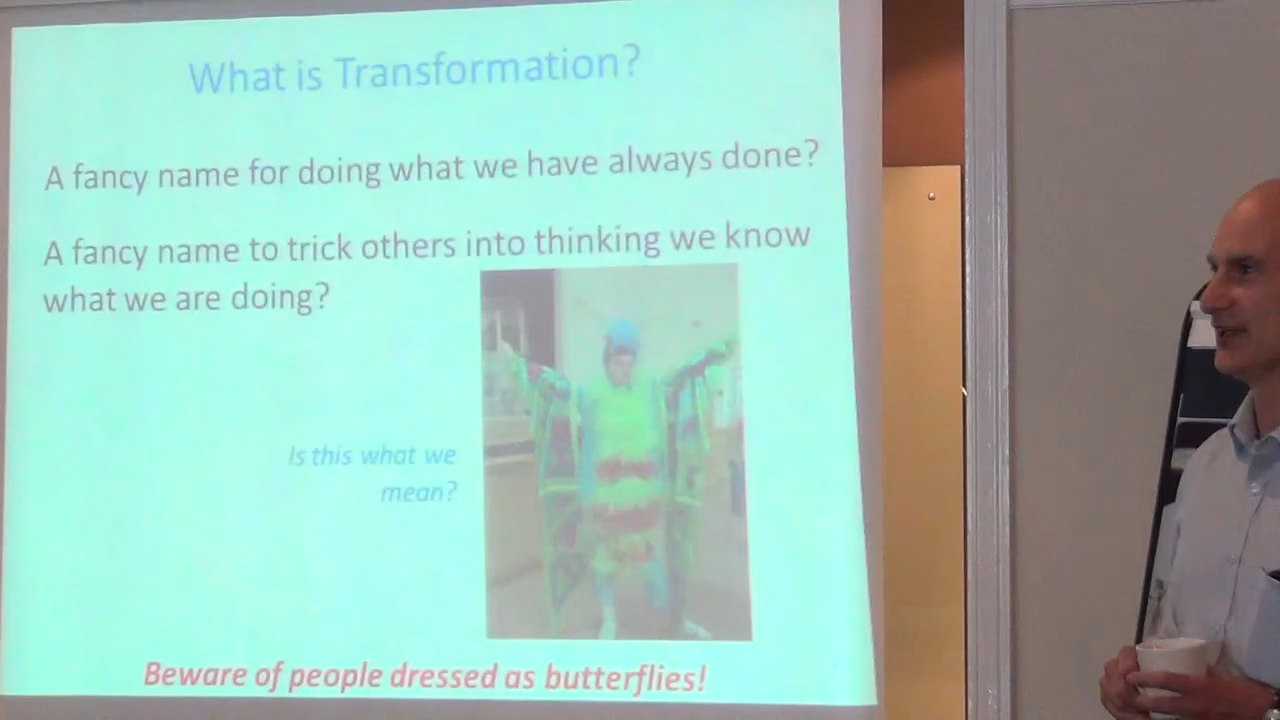 What is Transformation?
A fancy name for doing what we have always done?
A fancy name to trick others into thinking we know
what we are doing?
Is this what we
mean?
Beware of people dressed as butterflies!